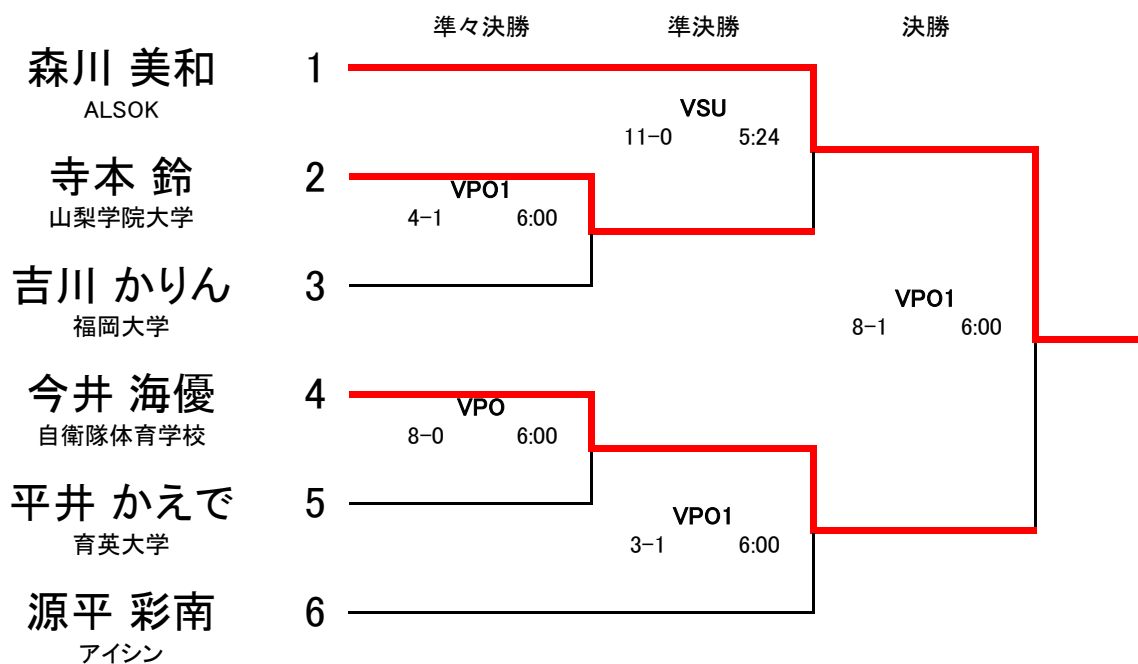 準々決勝 準決勝 決勝
森川 美和 1
ALSOK
VSU
11-0 5:24
寺本 鈴 2
山梨学院大学
VPO1
4-1 6:00
吉川 かりん 3
福岡大学
VPO1
8-1 6:00
今井 海優 4
自衛隊体育学校
VPO
8-0 6:00
平井 かえで 5
育英大学
VPO1
3-1 6:00
源平 彩南 6
アイシン